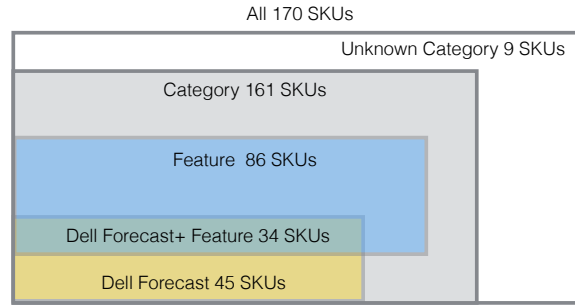 All 170 SKUs
Unknown Category 9 SKUs
Category 161 SKUs
Feature  86 SKUs
Dell Forecast+ Feature 34 SKUs
Dell Forecast 45 SKUs